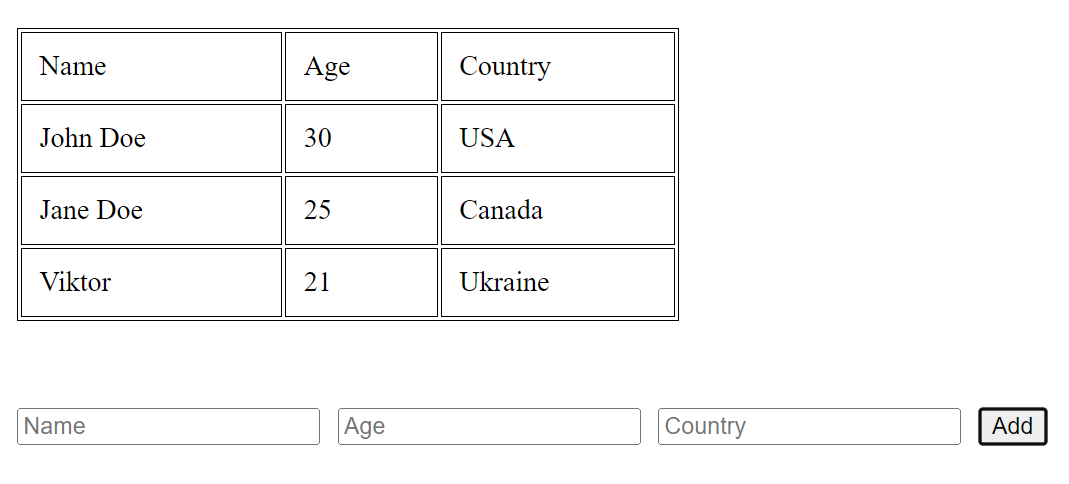 Name Age Country
John Doe 30 USA
Jane Doe 25 Canada
Viktor 21 Ukraine
Name Age Country Add